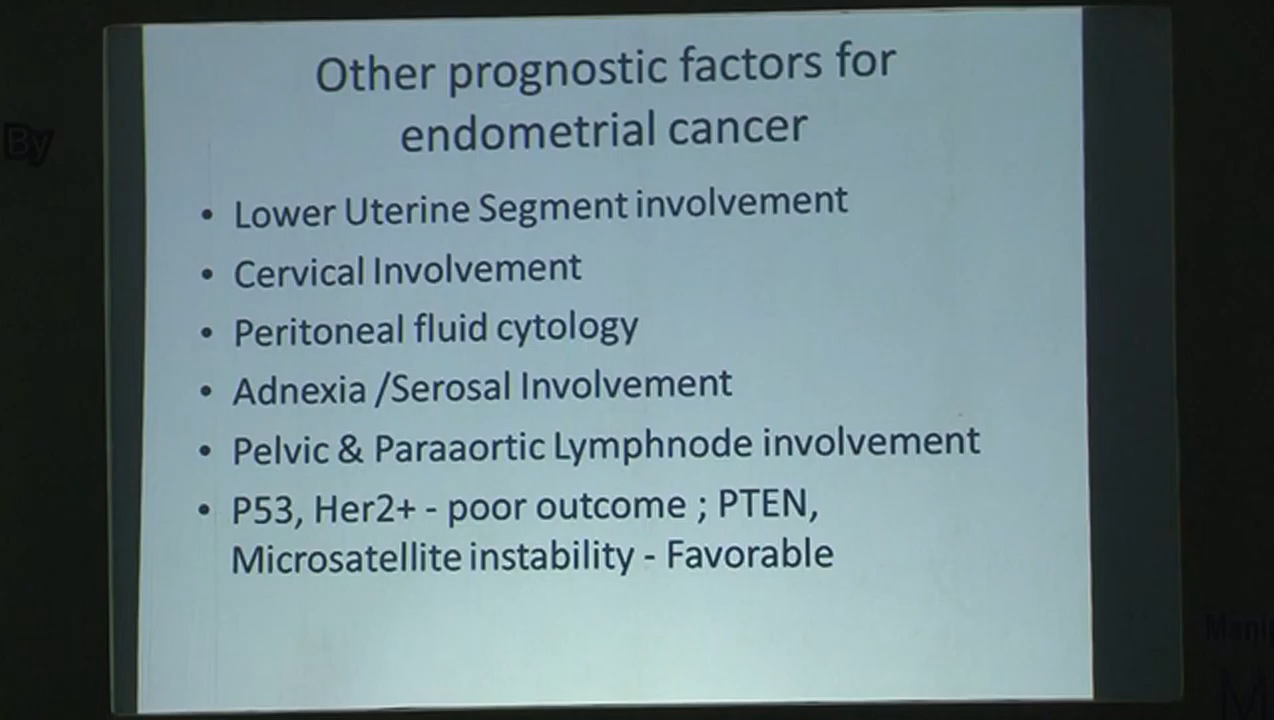 Other prognostic factors for
endometrial cancer
By
• Lower Uterine Segment involvement
• Cervical Involvement
• Peritoneal fluid cytology
• Adnexia /Serosal Involvement
• Pelvic & Paraaortic Lymphnode involvement
• P53, Her2+ - poor outcome ; PTEN,
Microsatellite instability - Favorable
Manip
M